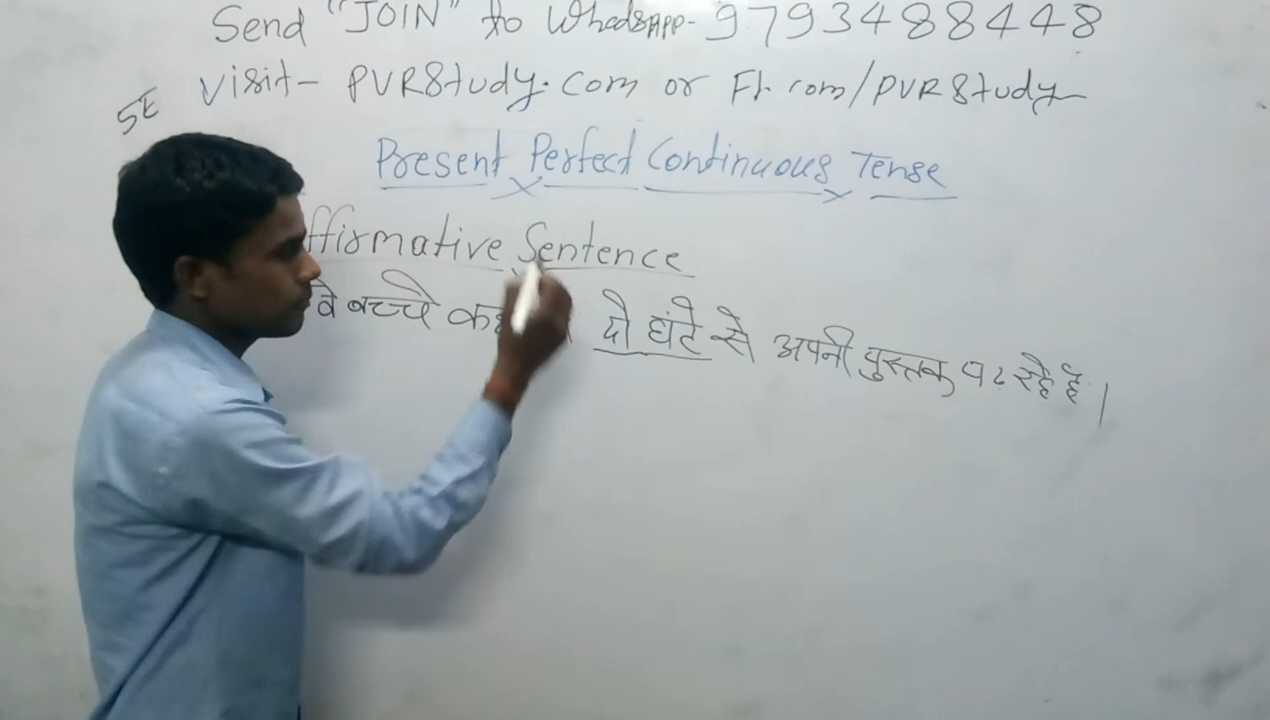 Send "JOIN" to WhatsApp- 9793488448
Visit- PVRStudy.com or Fb.com/PVRStudy
SE
Present Perfect Continuous Tense
ffirmative Sentence
वे बच्चे दो घंटे से अपनी पुस्तक पढ रहे है।